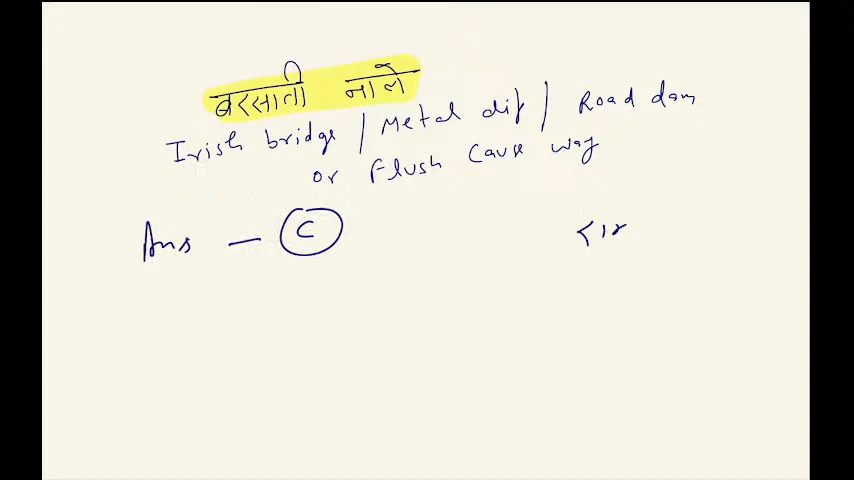 बरसाती नाले
Irish bridge / Metal dip / Road dam
or Flush Cause way
Ans - C